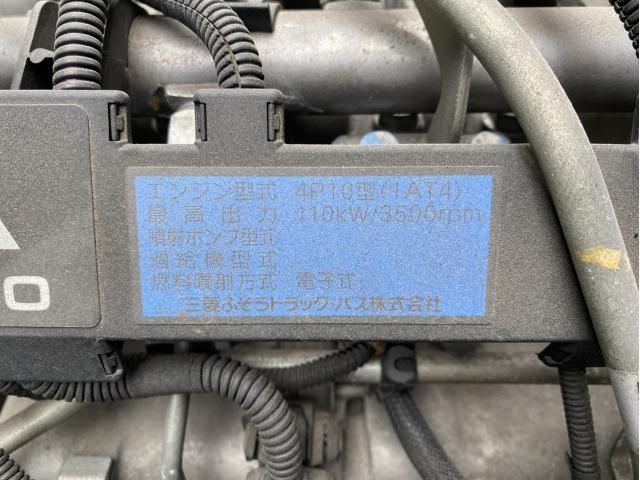 エンジン型式 4P10型(1AT4)
最高出力 110kW/3500rpm
噴射ポンプ型式
過給機型式
燃料噴射方式 電子式
三菱ふそうトラック・バス株式会社
0